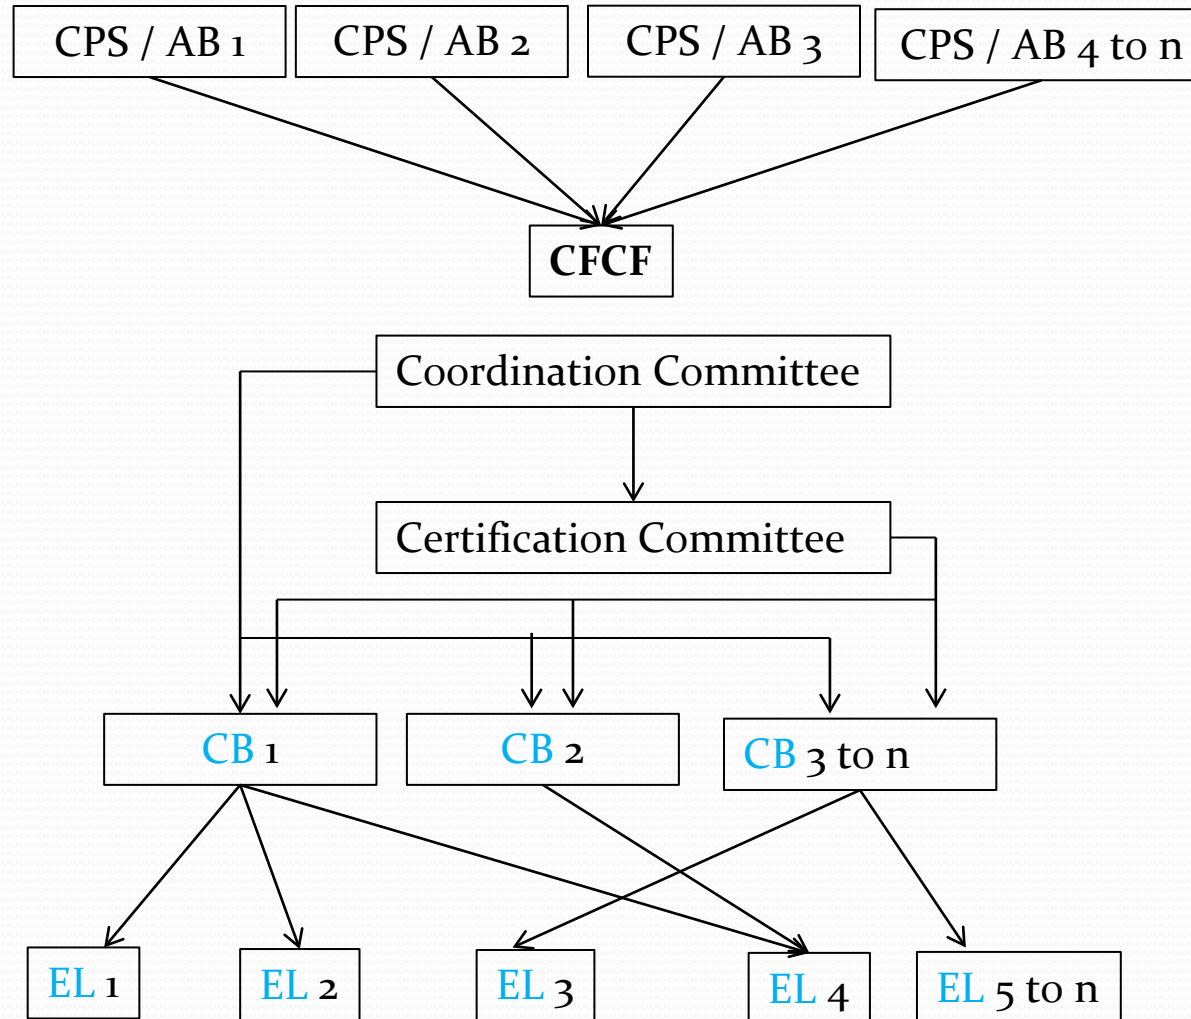 CPS / AB 1
CPS / AB 2
CPS / AB 3
CPS / AB 4 to n
CFCF
Coordination Committee
Certification Committee
CB 1
CB 2
CB 3 to n
EL 1
EL 2
EL 3
EL 4
EL 5 to n